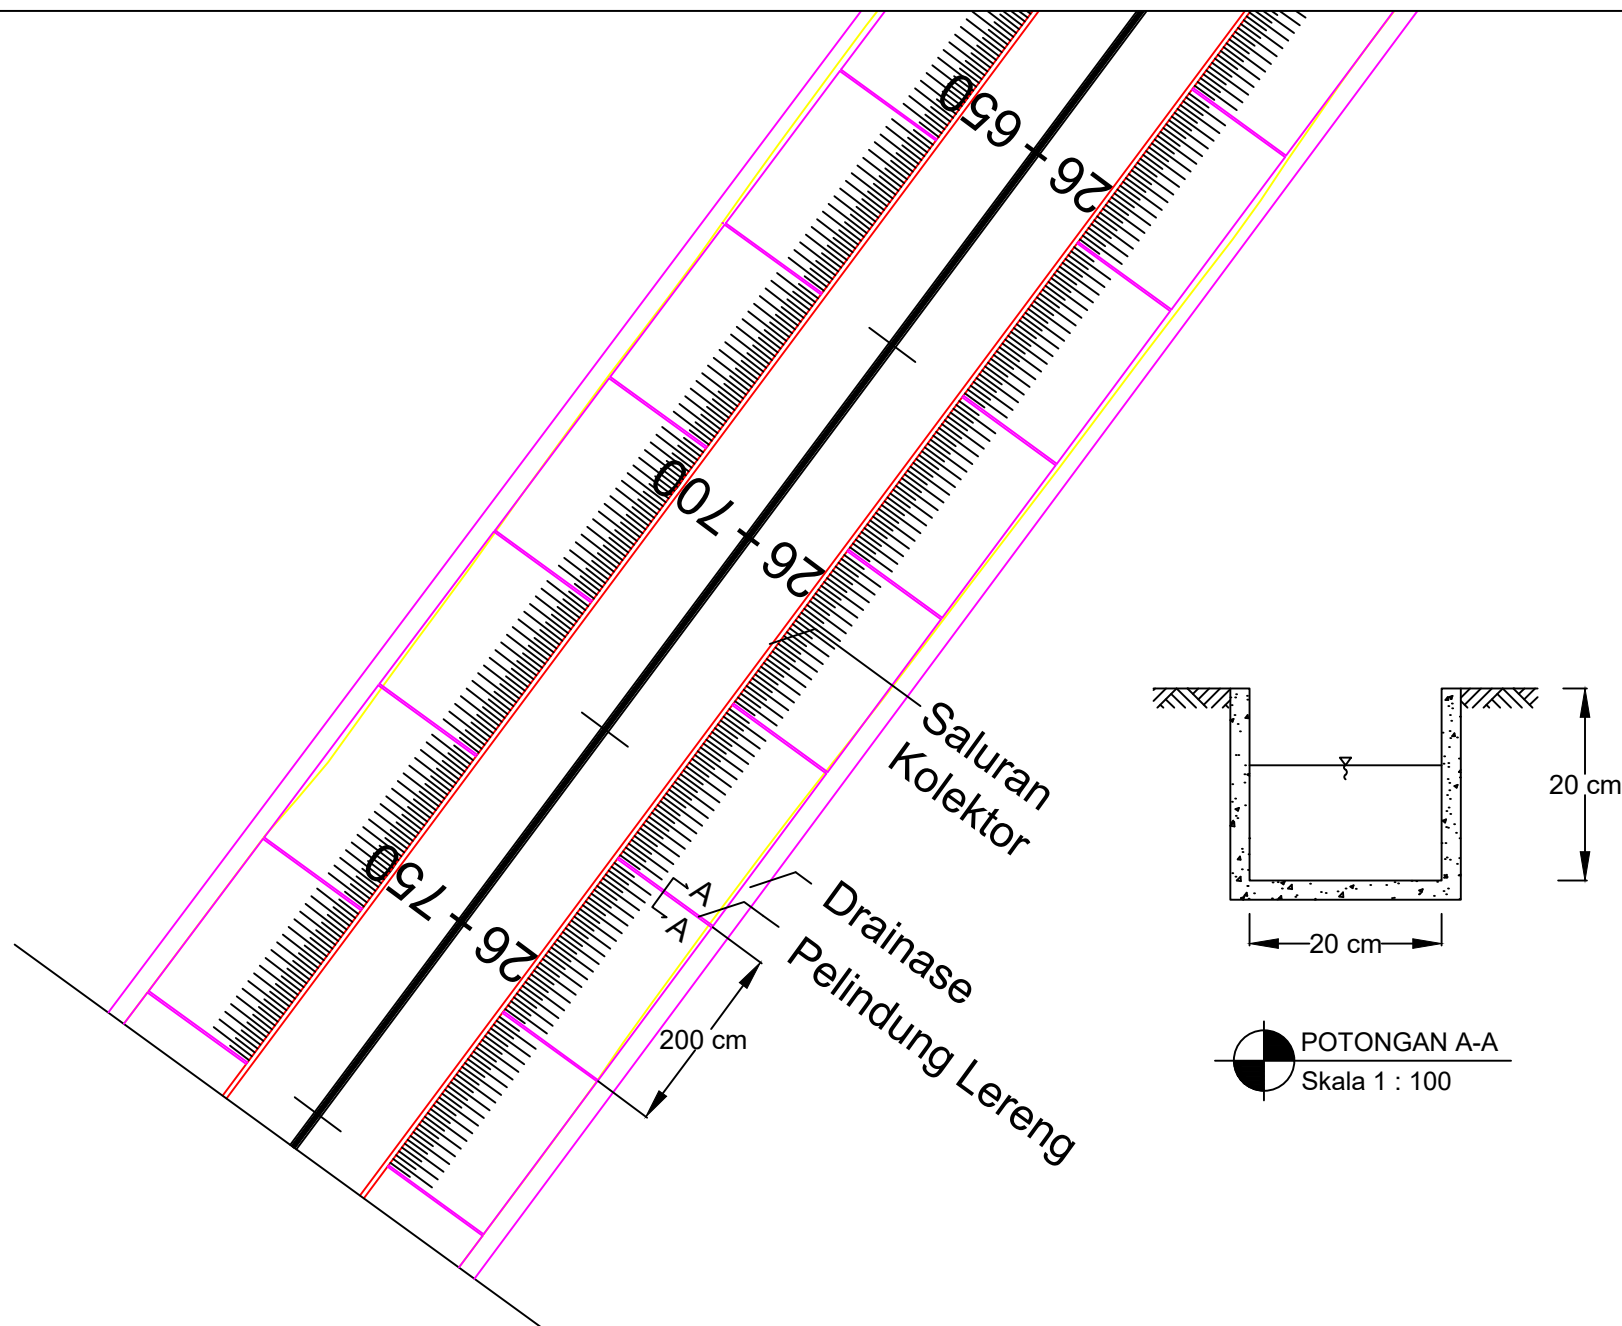 26+650
26+700
26+750
Saluran
Kolektor
Drainase
Pelindung Lereng
A
A
200 cm
20 cm
20 cm
POTONGAN A-A
Skala 1 : 100